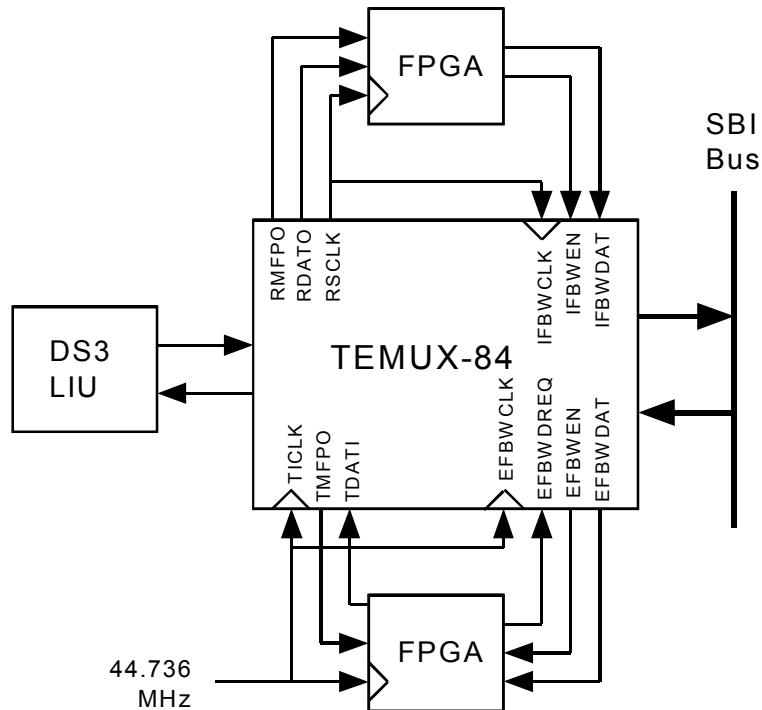 FPGA
SBI
Bus
RMFPO
RDATO
RSCLK
IFBWCLK
IFBWEN
IFBWDAT
DS3
LIU
TEMUX-84
TICLK
TMFPO
TDATI
EFBWCLK
EFBWDREQ
EFBWEN
EFBWDAT
FPGA
44.736
MHz